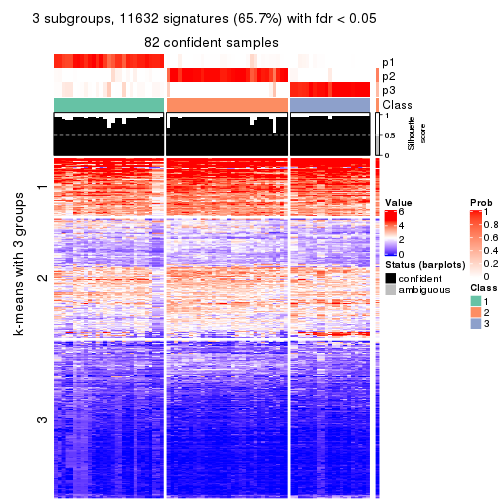 3 subgroups, 11632 signatures (65.7%) with fdr < 0.05
82 confident samples
p1
p2
p3
Class
1
0.5
0
Silhouette
score
k-means with 3 groups
1
2
3
Value
6
4
2
0
Status (barplots)
confident
ambiguous
Prob
1
0.8
0.6
0.4
0.2
0
Class
1
2
3